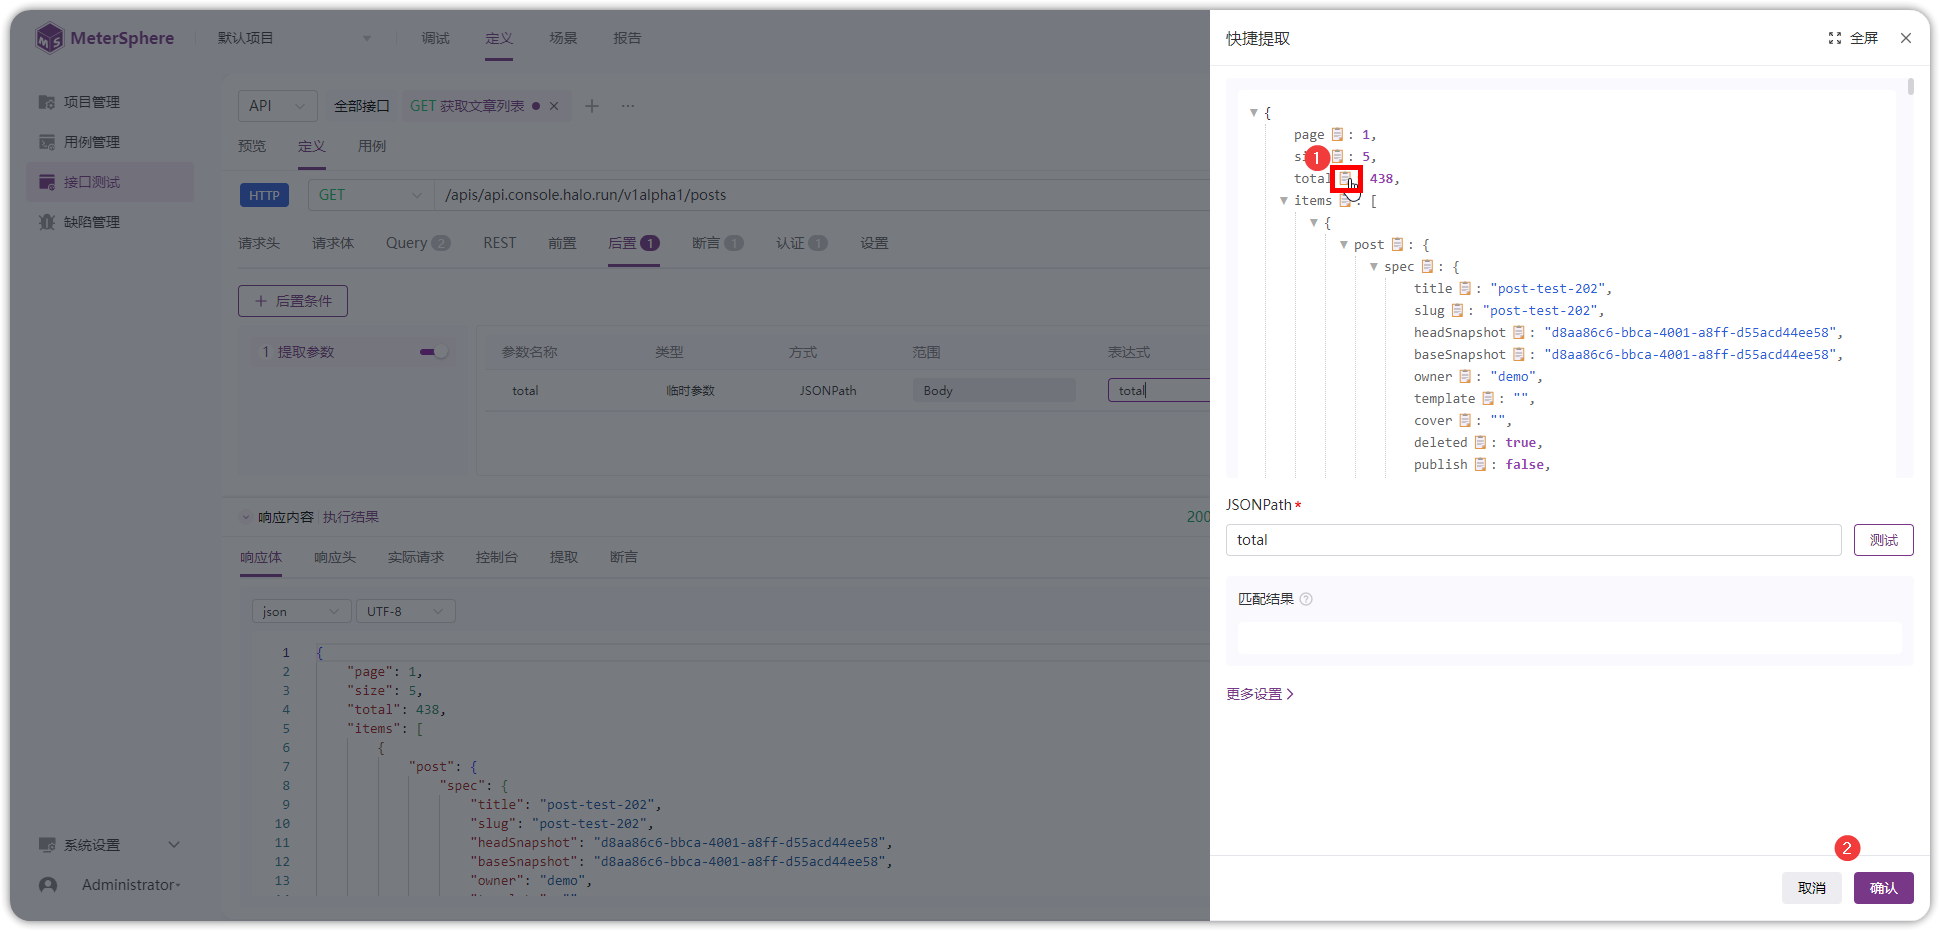 MeterSphere
默认项目
调试
定义
场景
报告
项目管理
用例管理
接口测试
缺陷管理
系统设置
Administrator
API
全部接口
GET 获取文章列表
预览
定义
用例
HTTP
GET
/apis/api.console.halo.run/v1alpha1/posts
请求头
请求体
Query 2
REST
前置
后置 1
断言 1
认证 1
设置
后置条件
1 提取参数
参数名称
类型
方式
范围
表达式
total
临时参数
JSONPath
Body
total
响应内容
执行结果
200
响应体
响应头
实际请求
控制台
提取
断言
json
UTF-8
1 {
2 "page": 1,
3 "size": 5,
4 "total": 438,
5 "items": [
6 {
7 "post": {
8 "spec": {
9 "title": "post-test-202",
10 "slug": "post-test-202",
11 "headSnapshot": "d8aa86c6-bbca-4001-a8ff-d55acd44ee58",
12 "baseSnapshot": "d8aa86c6-bbca-4001-a8ff-d55acd44ee58",
13 "owner": "demo",
快捷提取
全屏
{
page : 1,
1
: 5,
total 438,
items : [
{
post : {
spec : {
title : "post-test-202",
slug : "post-test-202",
headSnapshot : "d8aa86c6-bbca-4001-a8ff-d55acd44ee58",
baseSnapshot : "d8aa86c6-bbca-4001-a8ff-d55acd44ee58",
owner : "demo",
template : "",
cover : "",
deleted : true,
publish : false,
JSONPath *
total
测试
匹配结果
更多设置
2
取消
确认